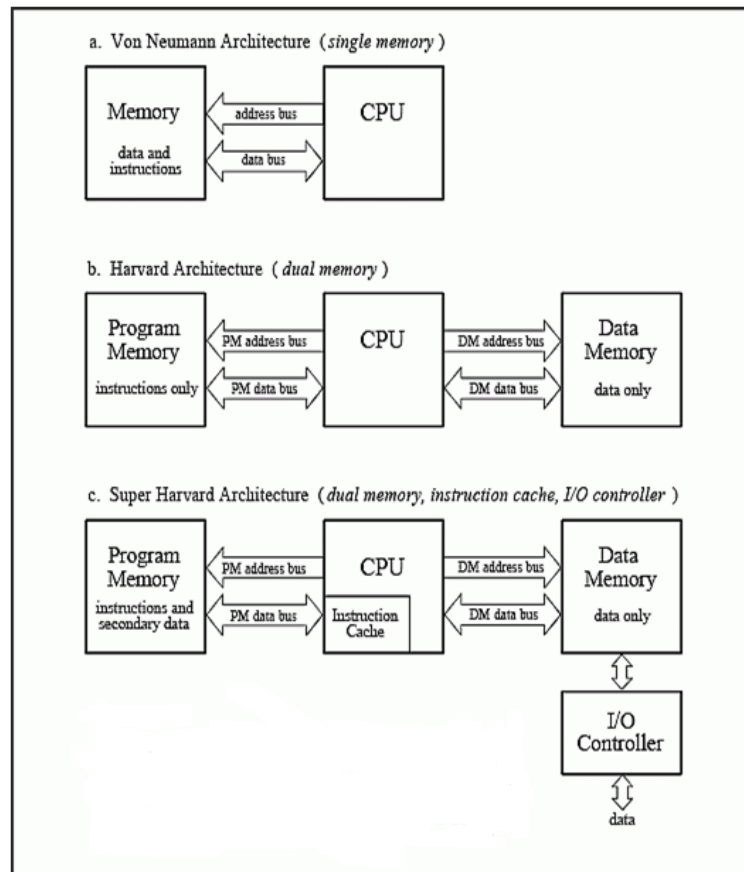 a. Von Neumann Architecture ( single memory )
Memory
data and
instructions
address bus
data bus
CPU
b. Harvard Architecture ( dual memory )
Program
Memory
instructions only
PM address bus
PM data bus
CPU
DM address bus
DM data bus
Data
Memory
data only
c. Super Harvard Architecture ( dual memory, instruction cache, I/O controller )
Program
Memory
instructions and
secondary data
PM address bus
PM data bus
CPU
Instruction
Cache
DM address bus
DM data bus
Data
Memory
data only
I/O
Controller
data